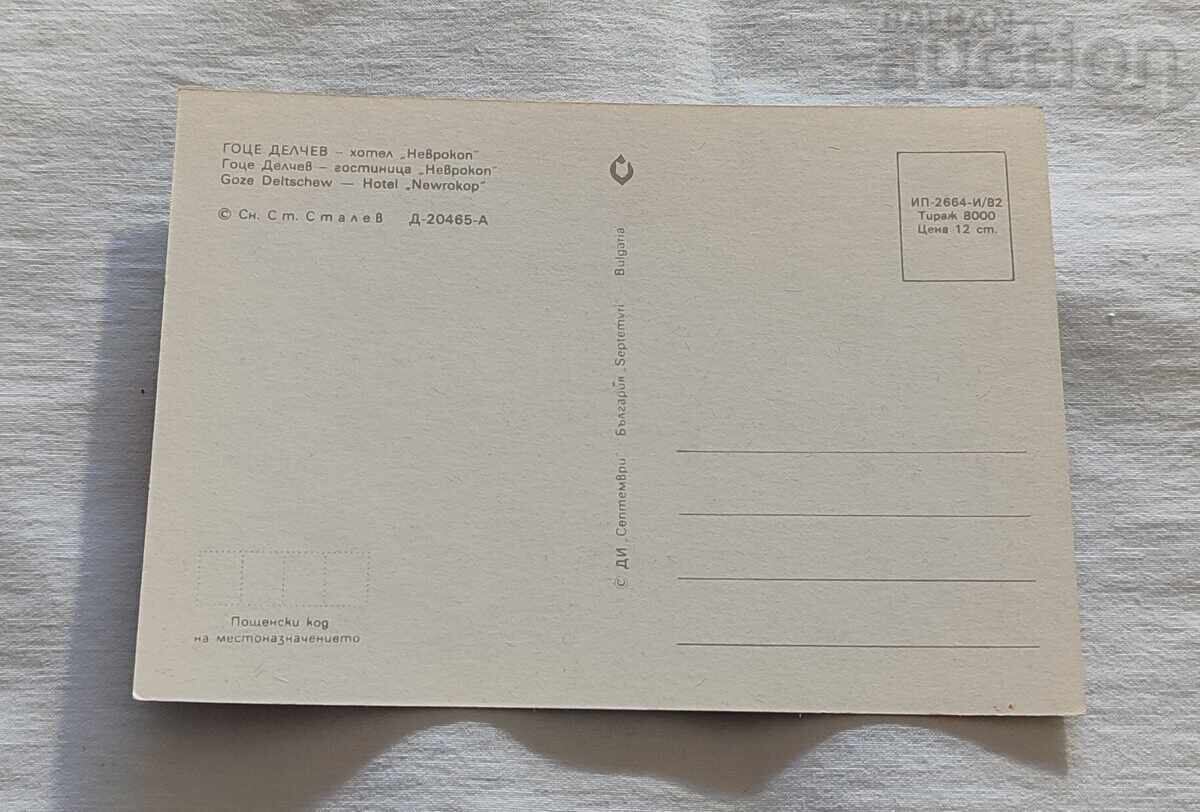 ГОЦЕ ДЕЛЧЕВ – хотел „Неврокоп"
Гоце Делчев – гостиница „Неврокоп"
Goze Deltschew — Hotel „Newrokop"
© Сн. Ст. Сталев Д-20465-А
© ДИ „Септември" България „Septemvri" Bulgaria
ИП-2664-И/82
Тираж 8000
Цена 12 ст.
Пощенски код
на местоназначението
BALKAN
auction